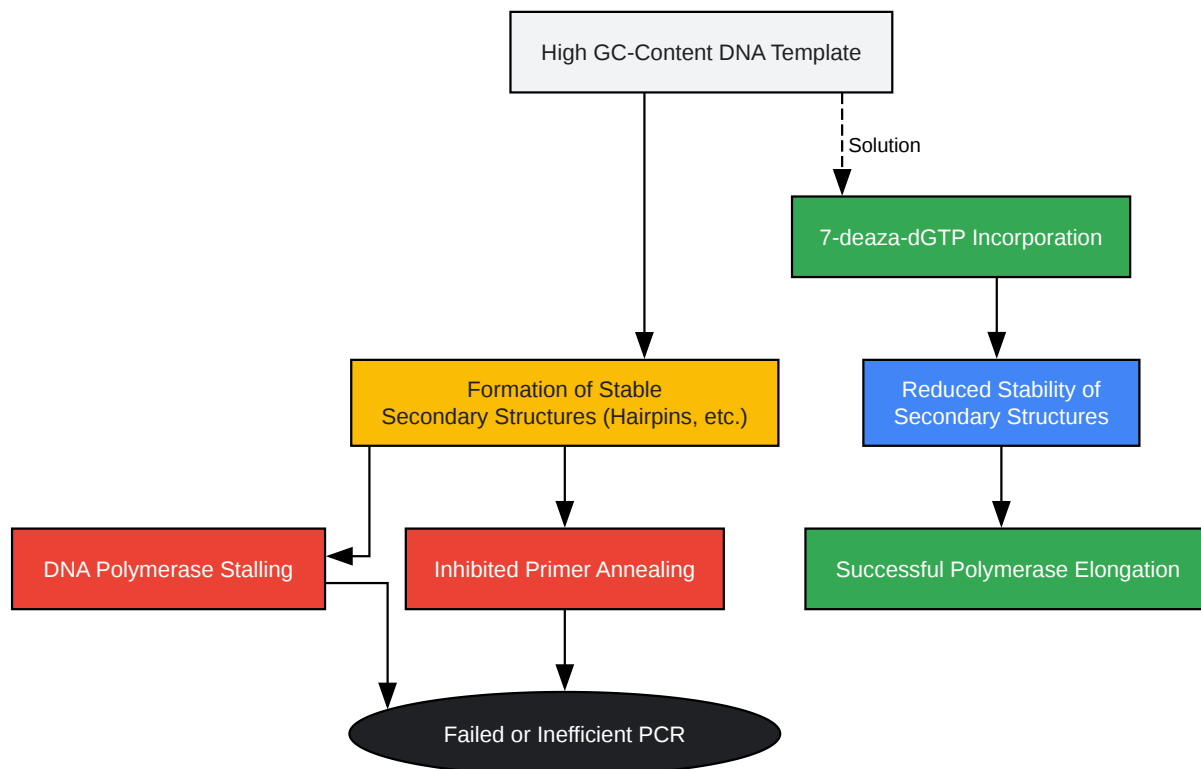 High GC-Content DNA Template
Solution
7-deaza-dGTP Incorporation
Formation of Stable
Secondary Structures (Hairpins, etc.)
Reduced Stability of
Secondary Structures
DNA Polymerase Stalling
Inhibited Primer Annealing
Successful Polymerase Elongation
Failed or Inefficient PCR